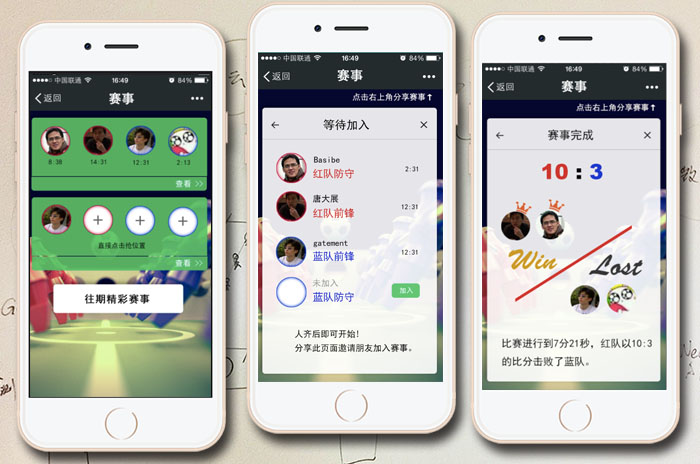 中国联通 16:49 84%
返回 赛事
8:38 14:31 12:31 2:13
查看
直接点击抢位置
查看
往期精彩赛事
中国联通 16:49 84%
返回 赛事
点击右上角分享赛事↑
← 等待加入 ×
Basibe
红队防守 2:31
唐大展
红队前锋 12:31
gatement
蓝队前锋 12:31
未加入
蓝队防守 加入
人齐后即可开始!
分享此页面邀请朋友加入赛事。
中国联通 16:49 84%
返回 赛事
点击右上角分享赛事↑
← 赛事完成 ×
10 : 3
Win
Lost
比赛进行到7分21秒,红队以10:3
的比分击败了蓝队。